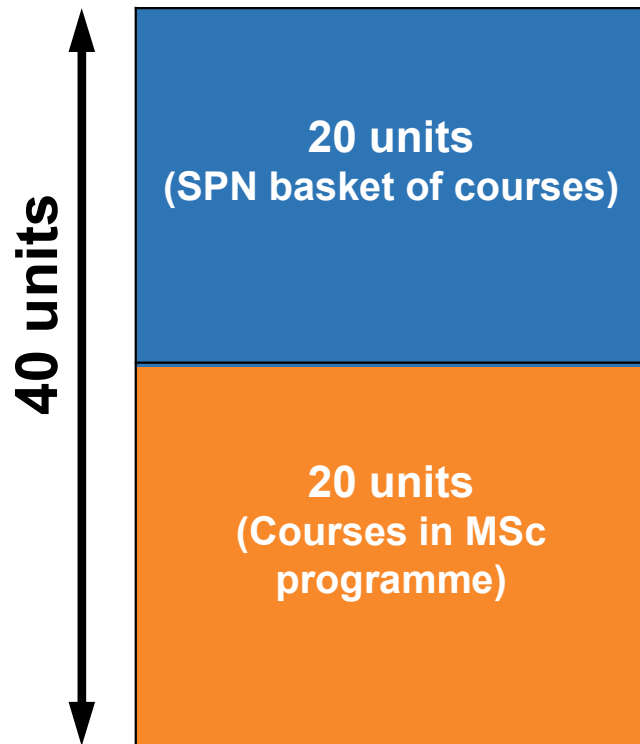 40 units
20 units
(SPN basket of courses)
20 units
(Courses in MSc
programme)